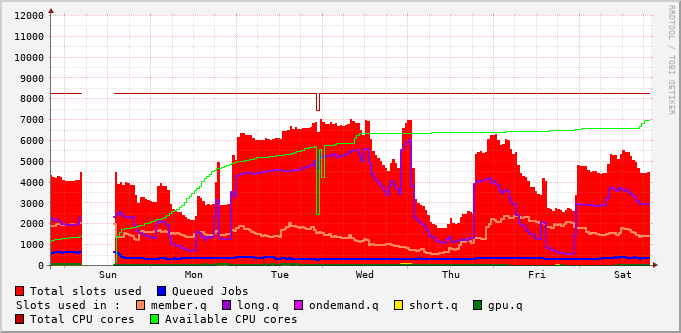 12000
11000
10000
9000
8000
7000
6000
5000
4000
3000
2000
1000
0
Sun Mon Tue Wed Thu Fri Sat
RRDTOOL / TOBI OETIKER
Total slots used Queued Jobs
Slots used in : member.q long.q ondemand.q short.q gpu.q
Total CPU cores Available CPU cores